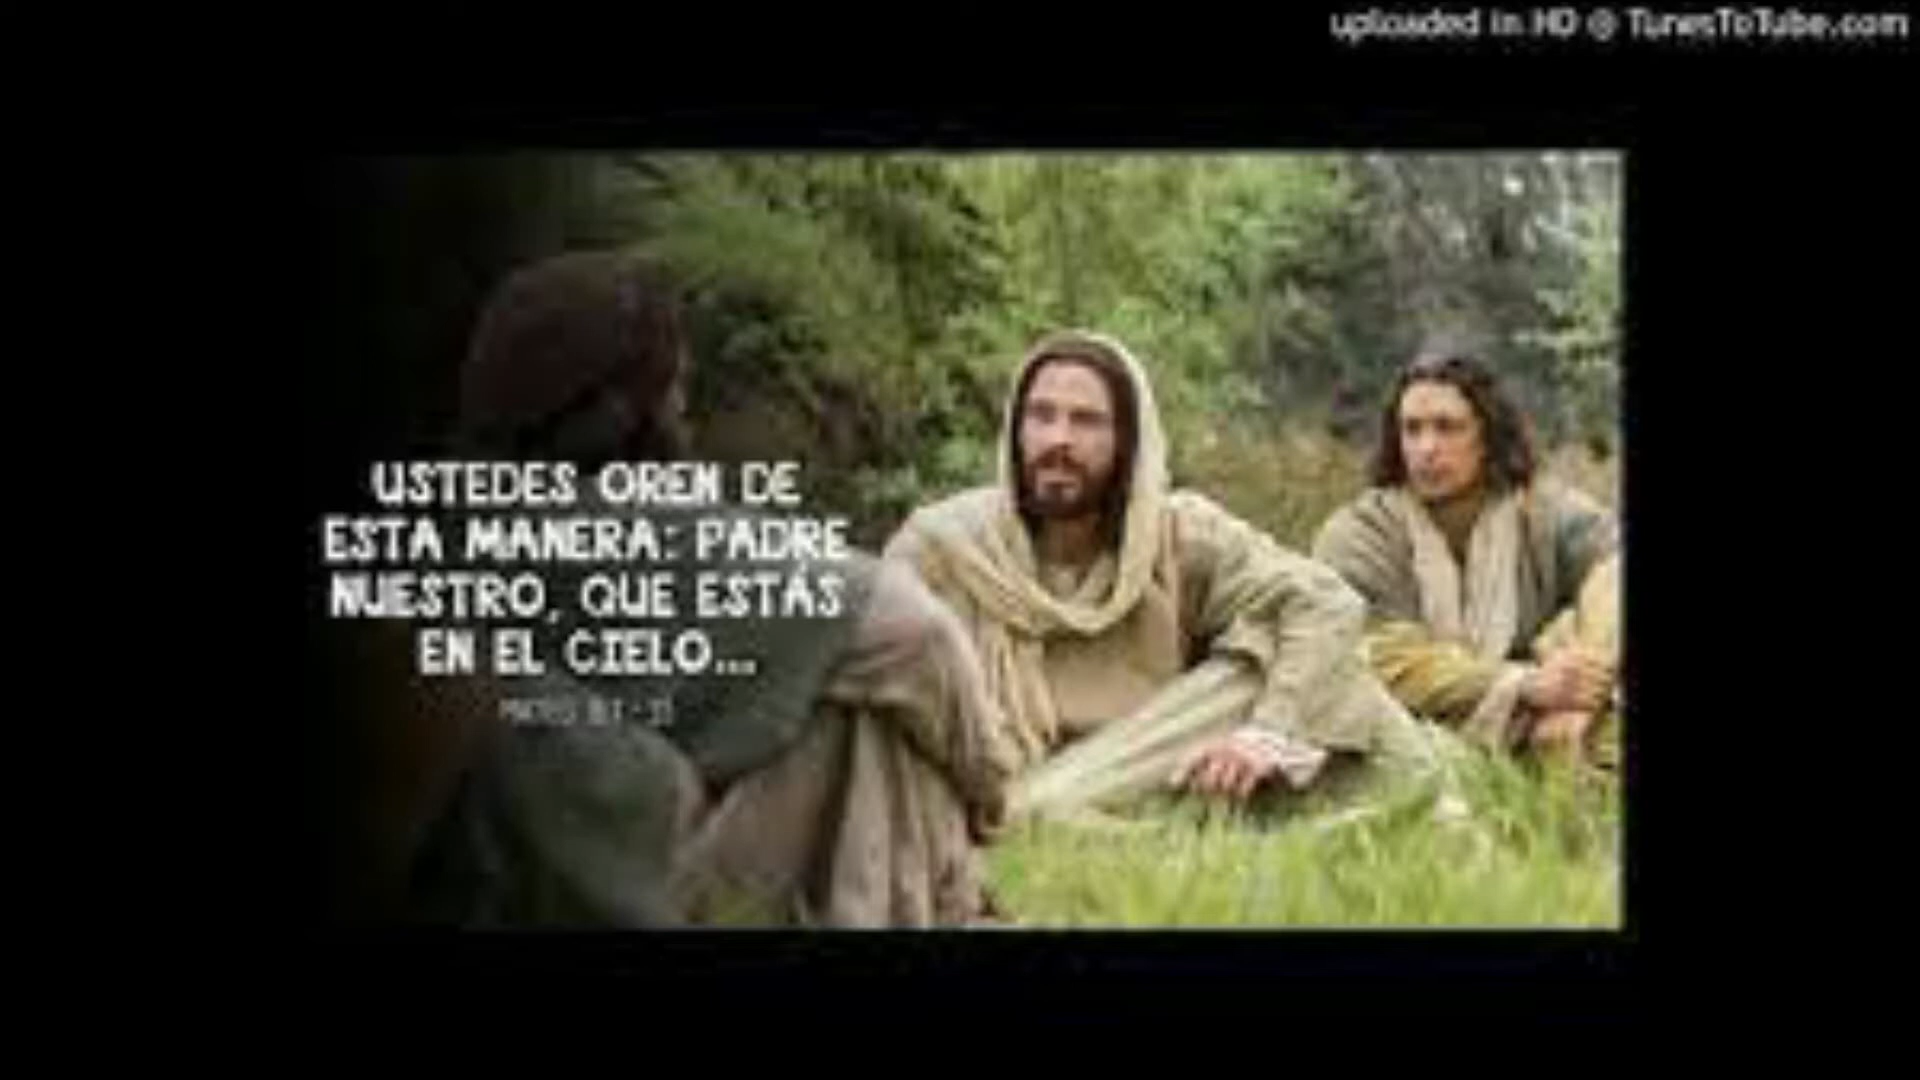 uploaded in HD @ TunesToTube.com
USTEDES OREN DE
ESTA MANERA: PADRE
NUESTRO, QUE ESTÁS
EN EL CIELO...